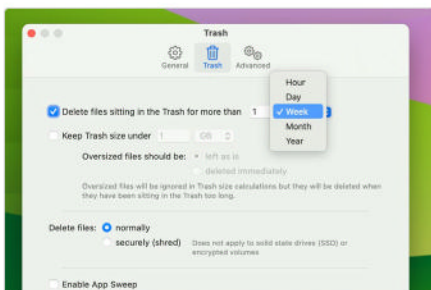 Trash
General Trash Advanced
Hour
Day
Delete files sitting in the Trash for more than 1 ✓ Week
Month
Year
Keep Trash size under 1 GB
Oversized files should be: left as is
deleted immediately
Oversized files will be ignored in Trash size calculations but they will be deleted when
they have been sitting in the Trash too long.
Delete files: normally
securely (shred) Does not apply to solid state drives (SSD) or
encrypted volumes
Enable App Sweep